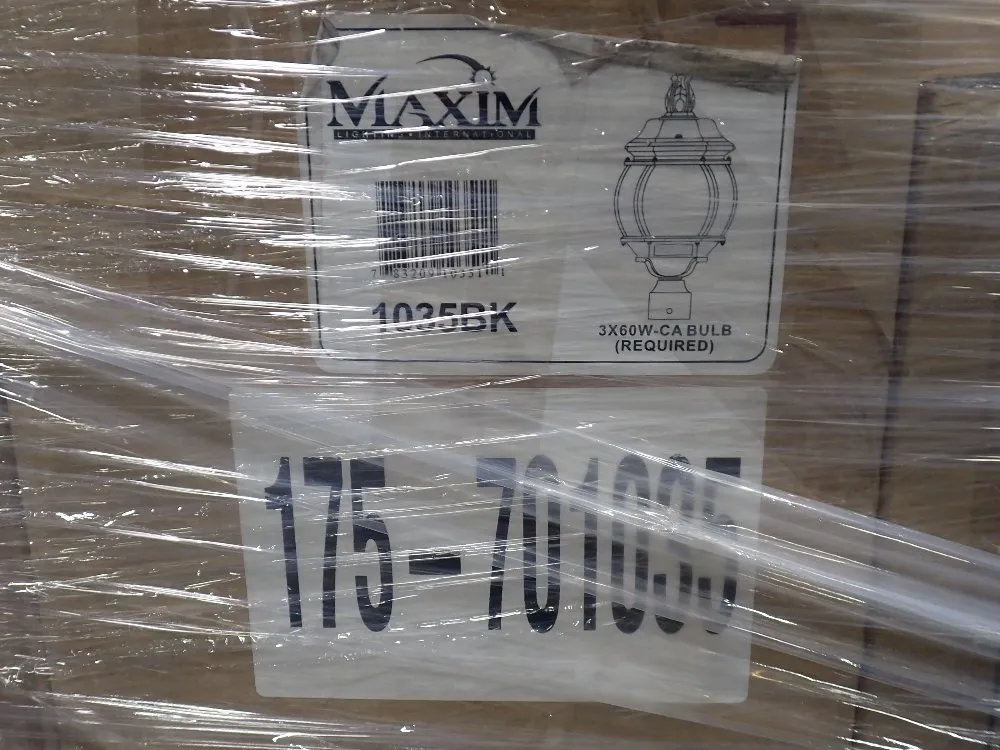 MAXIM
LIGHTING • INTERNATIONAL
1035BK
3X60W-CA BULB
(REQUIRED)
175-701035